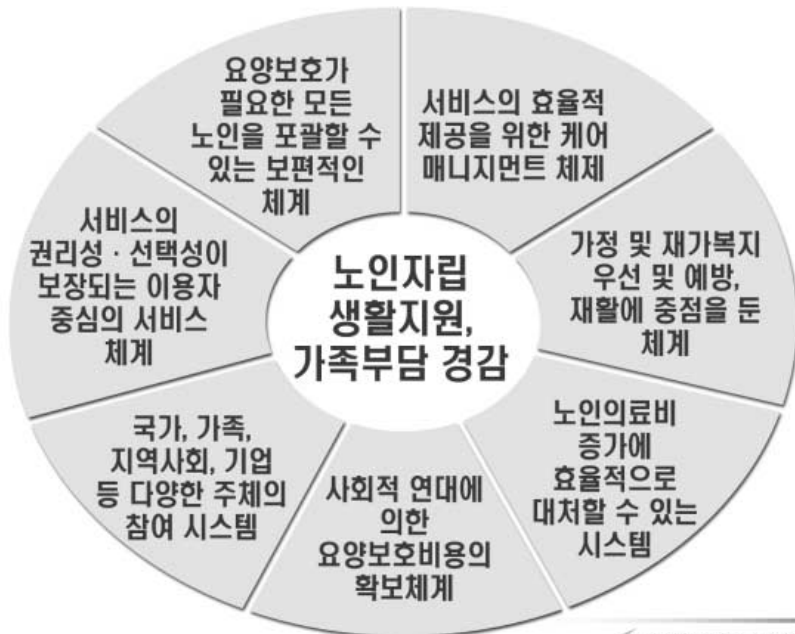 요양보호가
필요한 모든
노인을 포괄할 수
있는 보편적인
체계
서비스의 효율적
제공을 위한 케어
매니지먼트 체제
가정 및 재가복지
우선 및 예방,
재활에 중점을 둔
체계
노인의료비
증가에
효율적으로
대처할 수 있는
시스템
사회적 연대에
의한
요양보호비용의
확보체계
국가, 가족,
지역사회, 기업
등 다양한 주체의
참여 시스템
서비스의
권리성 · 선택성이
보장되는 이용자
중심의 서비스
체계
노인자립
생활지원,
가족부담 경감